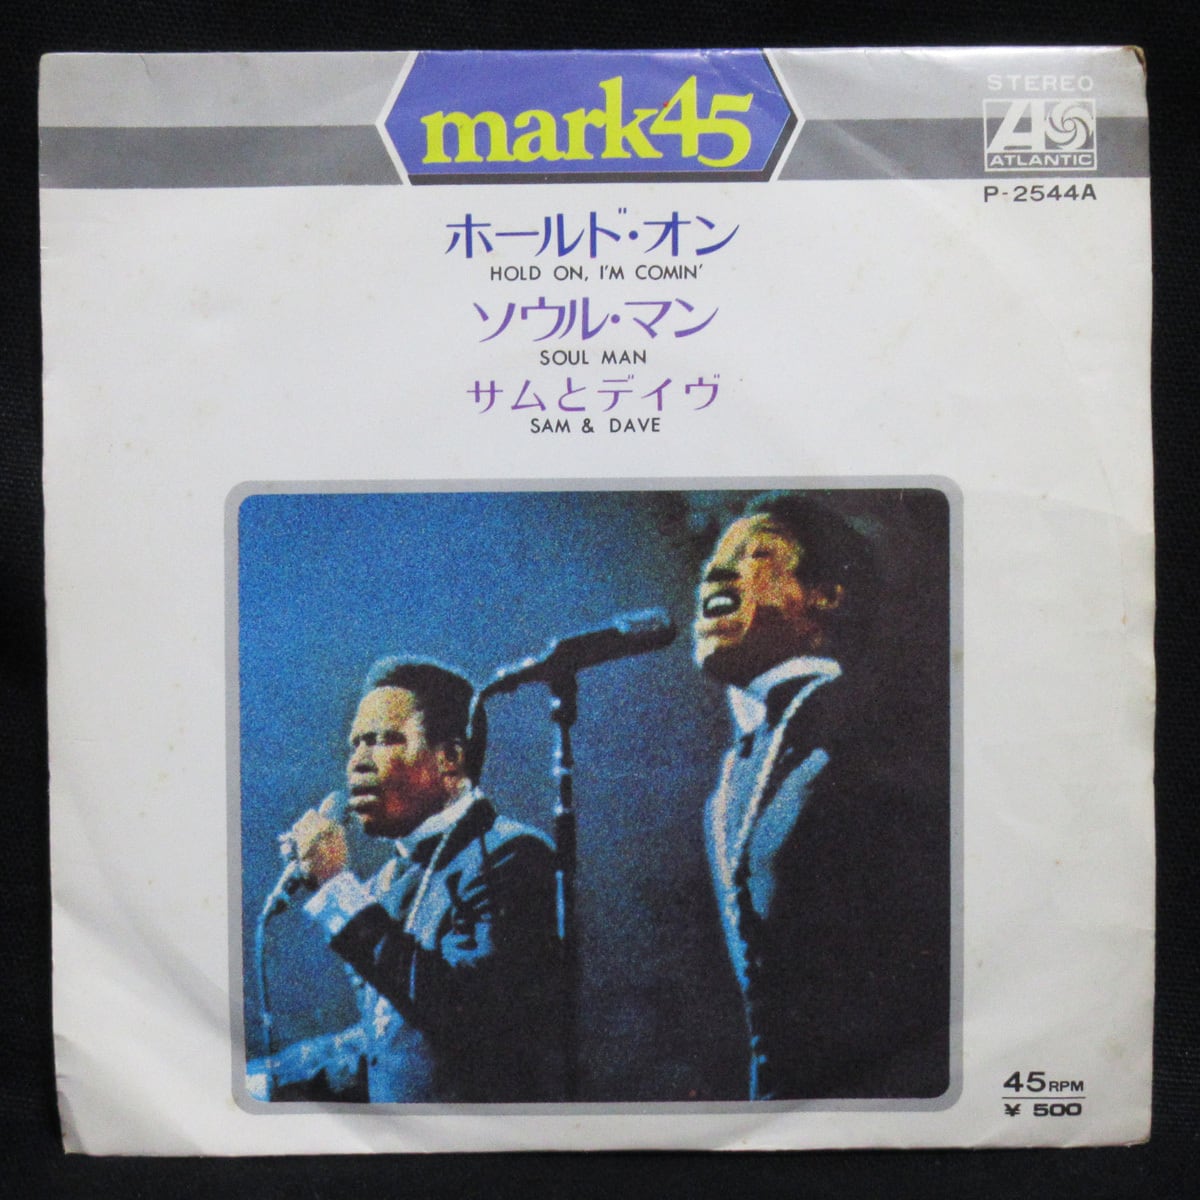 mark45
STEREO
ATLANTIC
P-2544A
ホールド・オン
HOLD ON, I'M COMIN'
ソウル・マン
SOUL MAN
サムとデイヴ
SAM & DAVE
45RPM
¥ 500